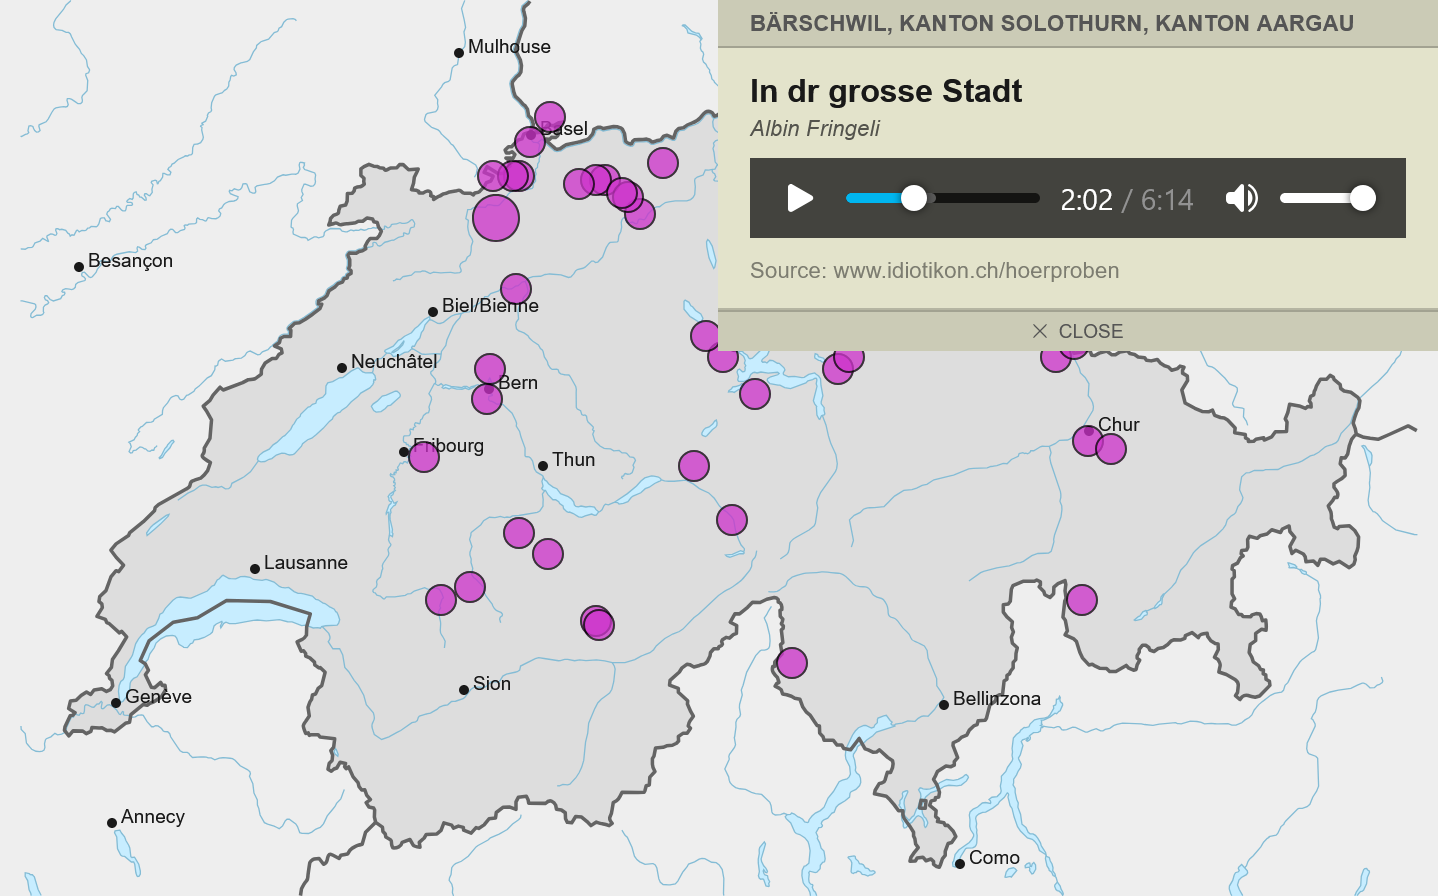 BÄRSCHWIL, KANTON SOLOTHURN, KANTON AARGAU
In dr grosse Stadt
Albin Fringeli
2:02 / 6:14
Source: www.idiotikon.ch/hoerproben
CLOSE
Mulhouse
Basel
Besançon
Biel/Bienne
Neuchâtel
Bern
Chur
Fribourg
Thun
Lausanne
Sion
Genève
Bellinzona
Annecy
Como